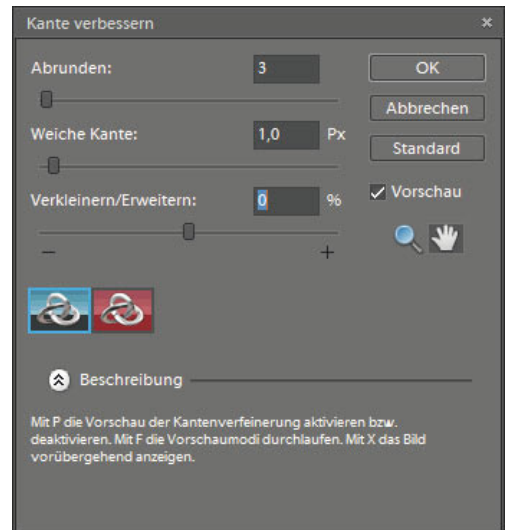 Kante verbessern ×
Abrunden: 3 OK
Abbrechen
Weiche Kante: 1,0 Px
Standard
Verkleinern/Erweitern: 0 % Vorschau
– +
Beschreibung
Mit P die Vorschau der Kantenverfeinerung aktivieren bzw.
deaktivieren. Mit F die Vorschaumodi durchlaufen. Mit X das Bild
vorübergehend anzeigen.